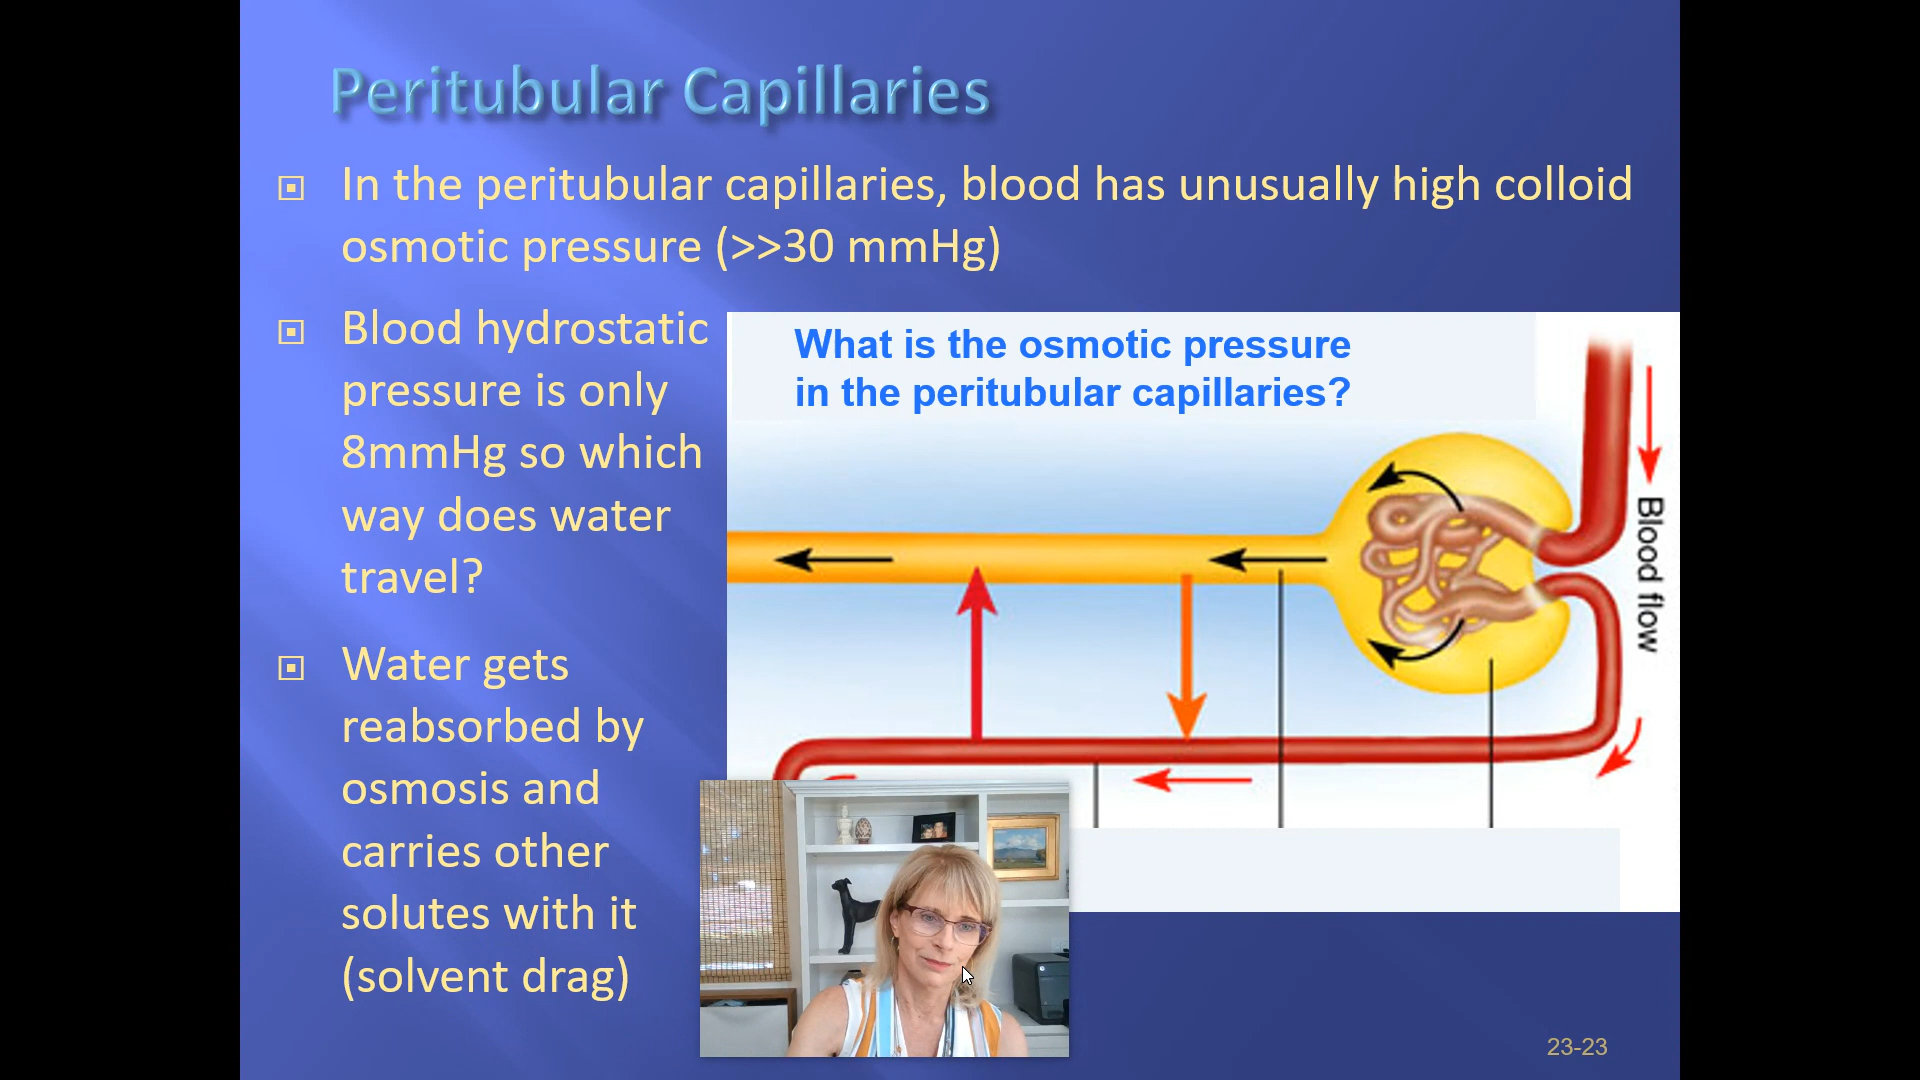 Peritubular Capillaries
In the peritubular capillaries, blood has unusually high colloid
osmotic pressure (>>30 mmHg)
Blood hydrostatic
pressure is only
8mmHg so which
way does water
travel?
Water gets
reabsorbed by
osmosis and
carries other
solutes with it
(solvent drag)
What is the osmotic pressure
in the peritubular capillaries?
Blood flow
23-23